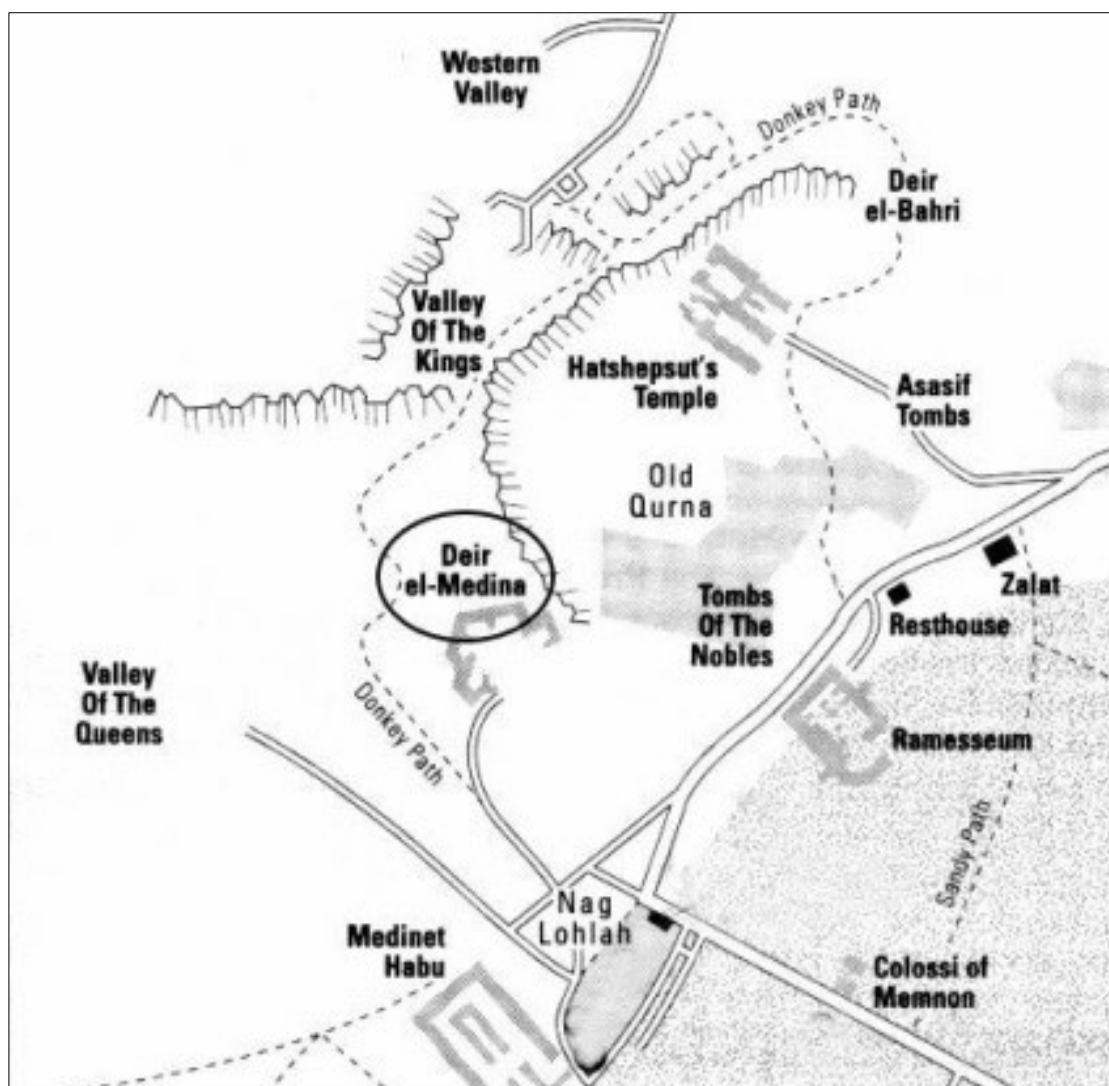 Western
Valley
Donkey Path
Deir
el-Bahri
Valley
Of The
Kings
Hatshepsut's
Temple
Asasif
Tombs
Old
Qurna
Deir
el-Medina
Zalat
Tombs
Of The
Nobles
Resthouse
Valley
Of The
Queens
Donkey Path
Ramesseum
Sandy Path
Nag
Lohlah
Medinet
Habu
Colossi of
Memnon